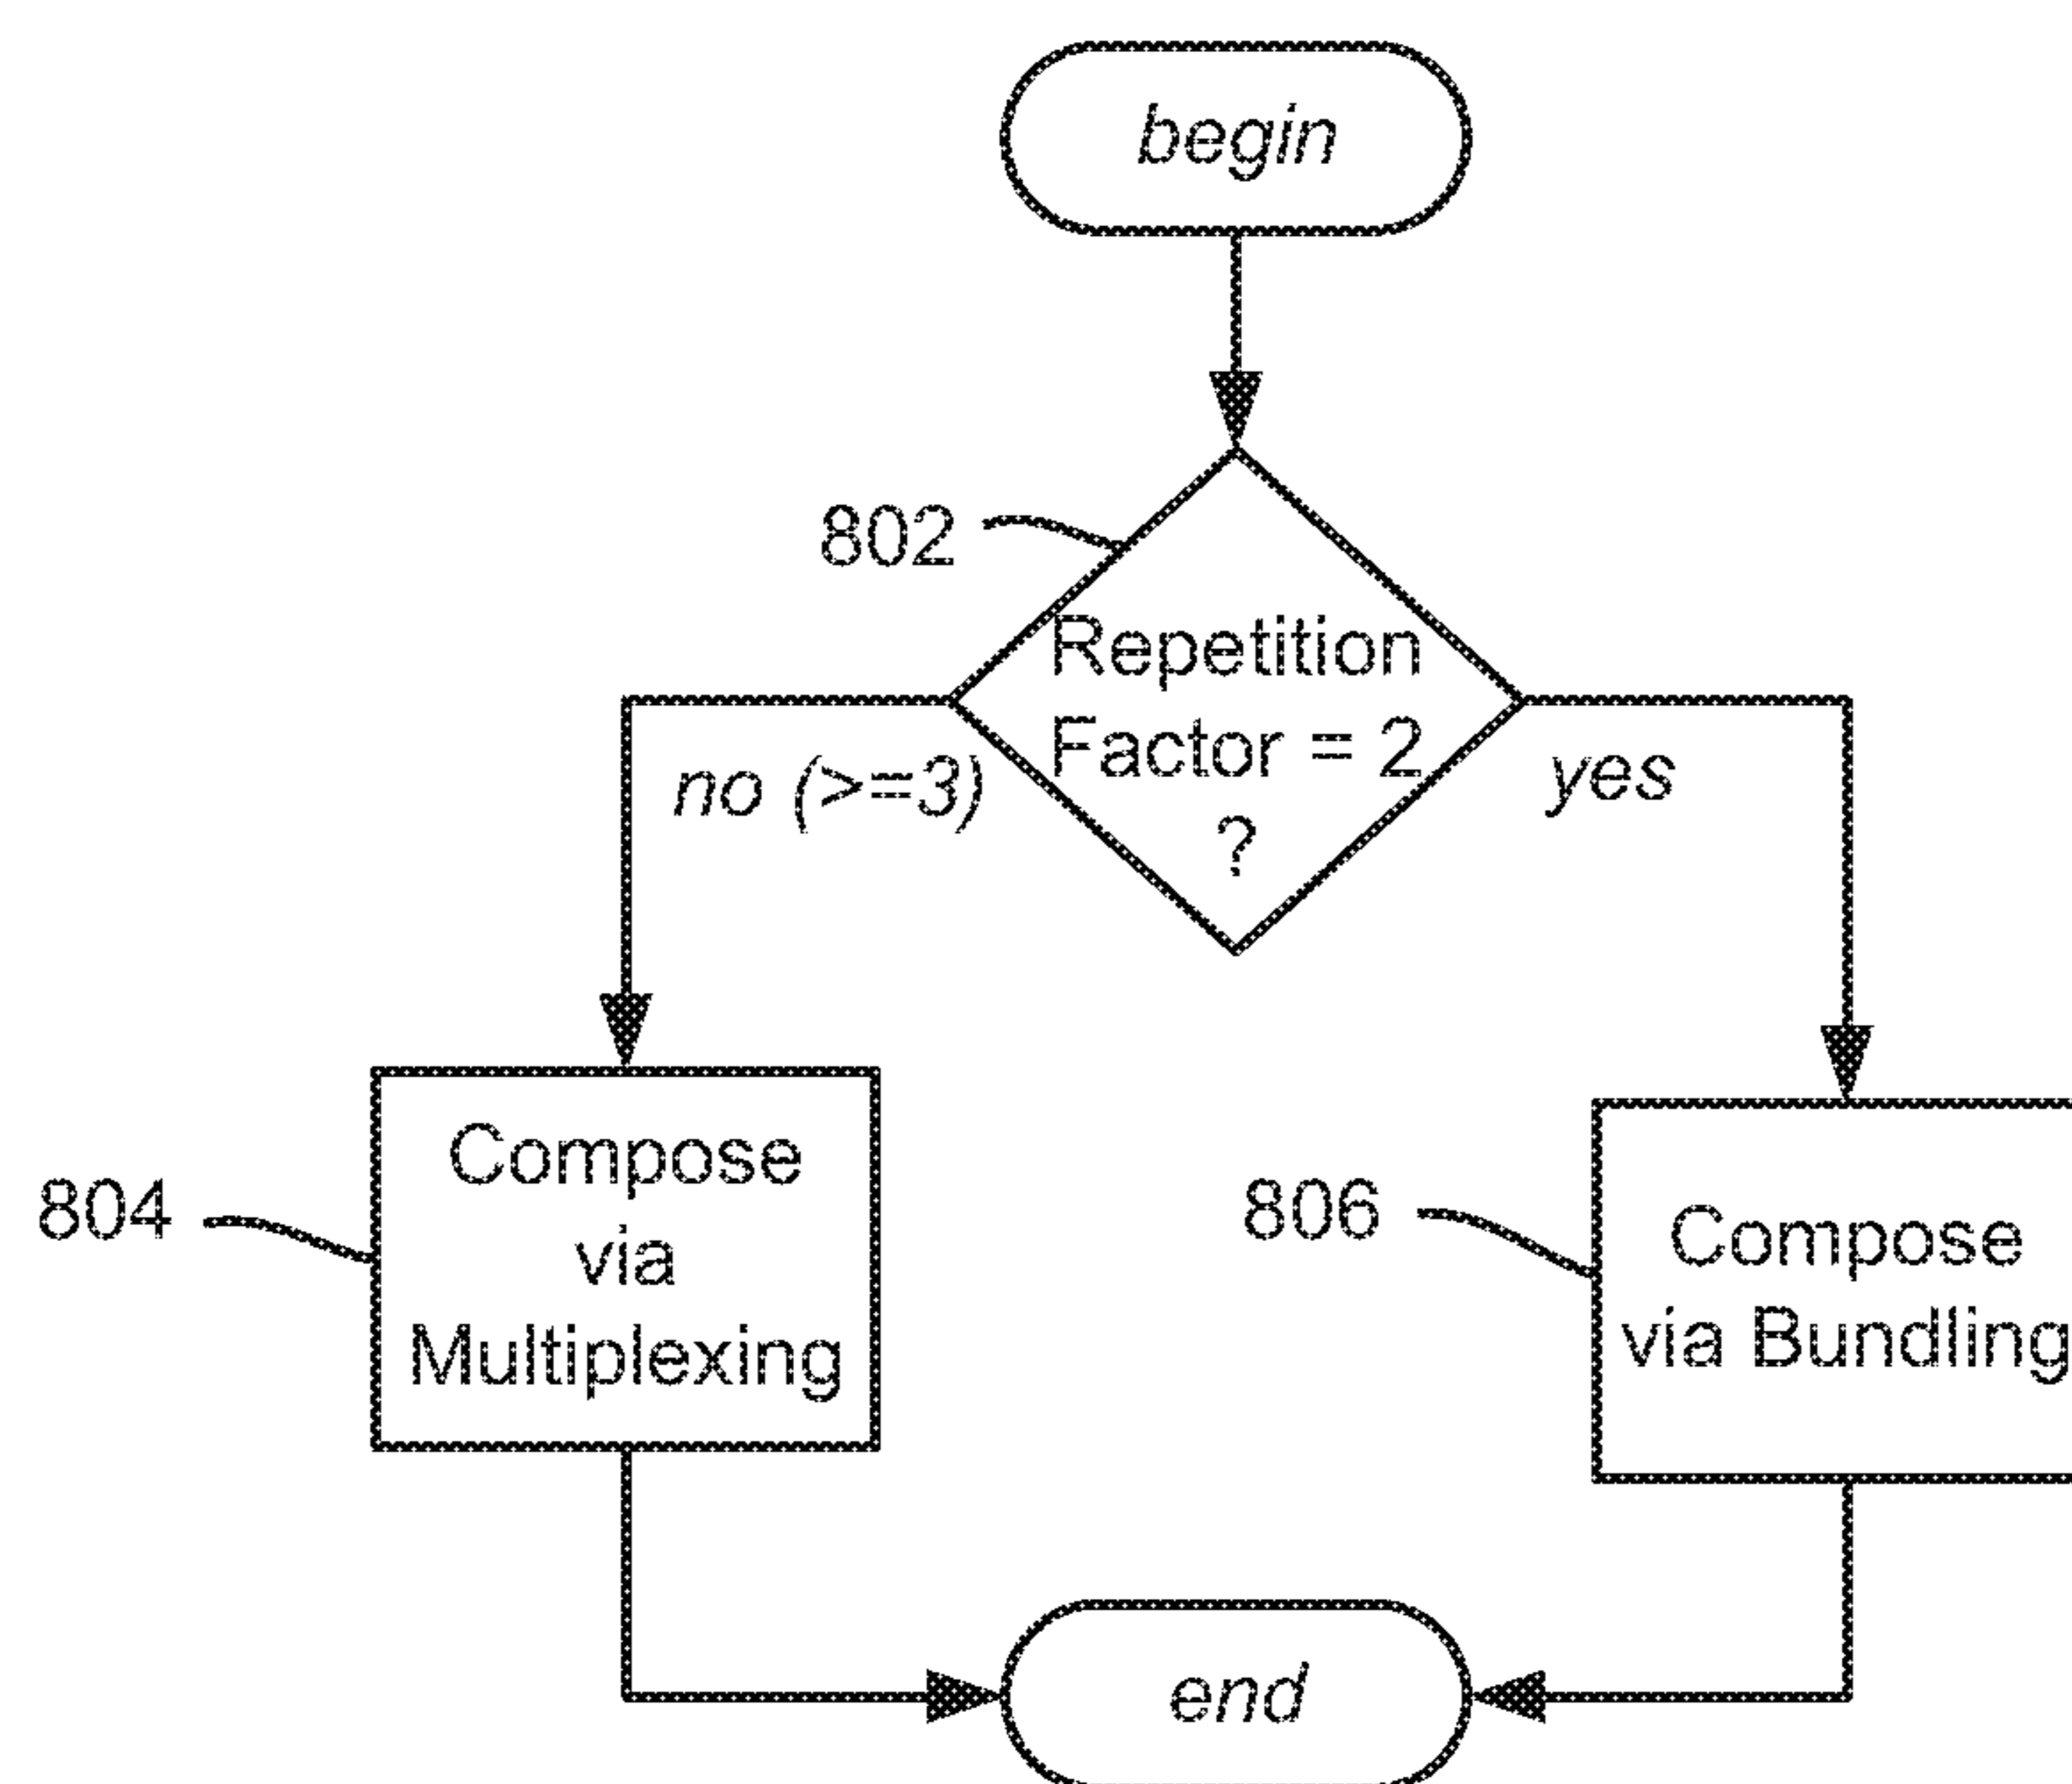 begin
802
Repetition
Factor = 2
?
no (>=3)
yes
804
Compose
via
Multiplexing
806
Compose
via Bundling
end